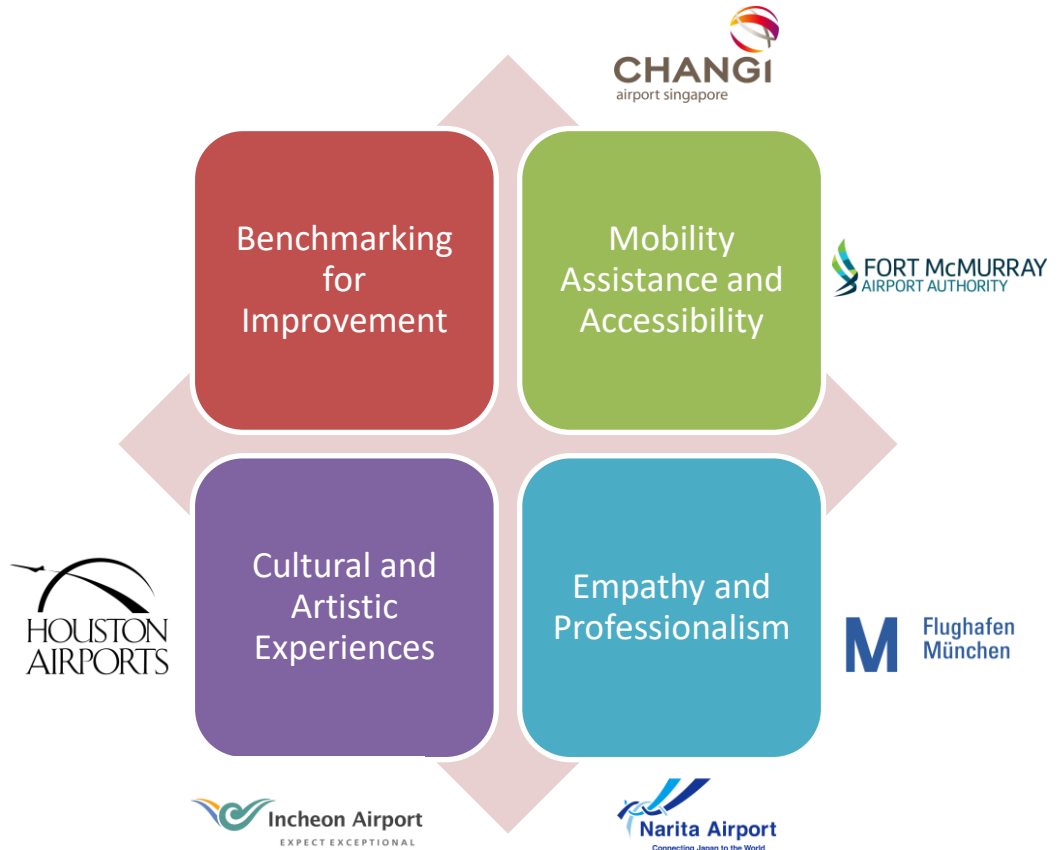 CHANGI
airport singapore
Benchmarking
for
Improvement
Mobility
Assistance and
Accessibility
FORT McMURRAY
AIRPORT AUTHORITY
Cultural and
Artistic
Experiences
Empathy and
Professionalism
HOUSTON
AIRPORTS
M
Flughafen
München
Incheon Airport
EXPECT EXCEPTIONAL
Narita Airport
Connecting Japan to the World